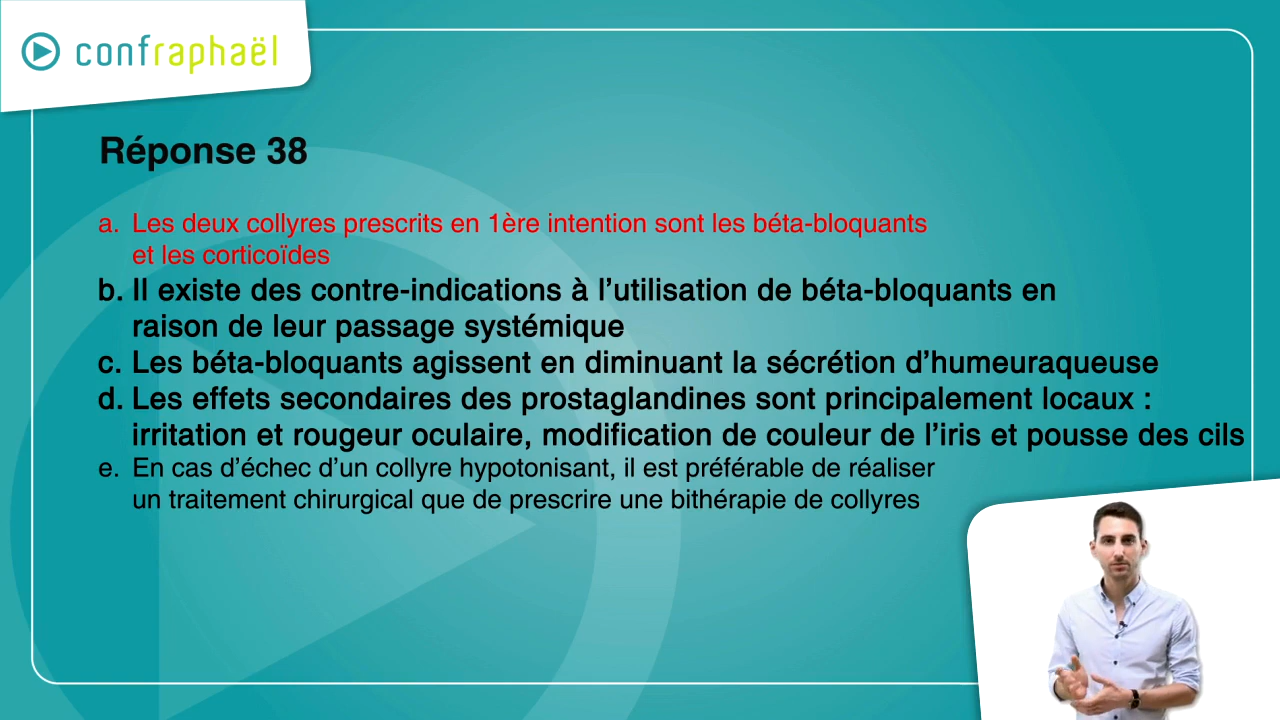 confraphaël
Réponse 38
a. Les deux collyres prescrits en 1ère intention sont les béta-bloquants
et les corticoïdes
b. Il existe des contre-indications à l’utilisation de béta-bloquants en
raison de leur passage systémique
c. Les béta-bloquants agissent en diminuant la sécrétion d’humeuraqueuse
d. Les effets secondaires des prostaglandines sont principalement locaux :
irritation et rougeur oculaire, modification de couleur de l’iris et pousse des cils
e. En cas d’échec d’un collyre hypotonisant, il est préférable de réaliser
un traitement chirurgical que de prescrire une bithérapie de collyres